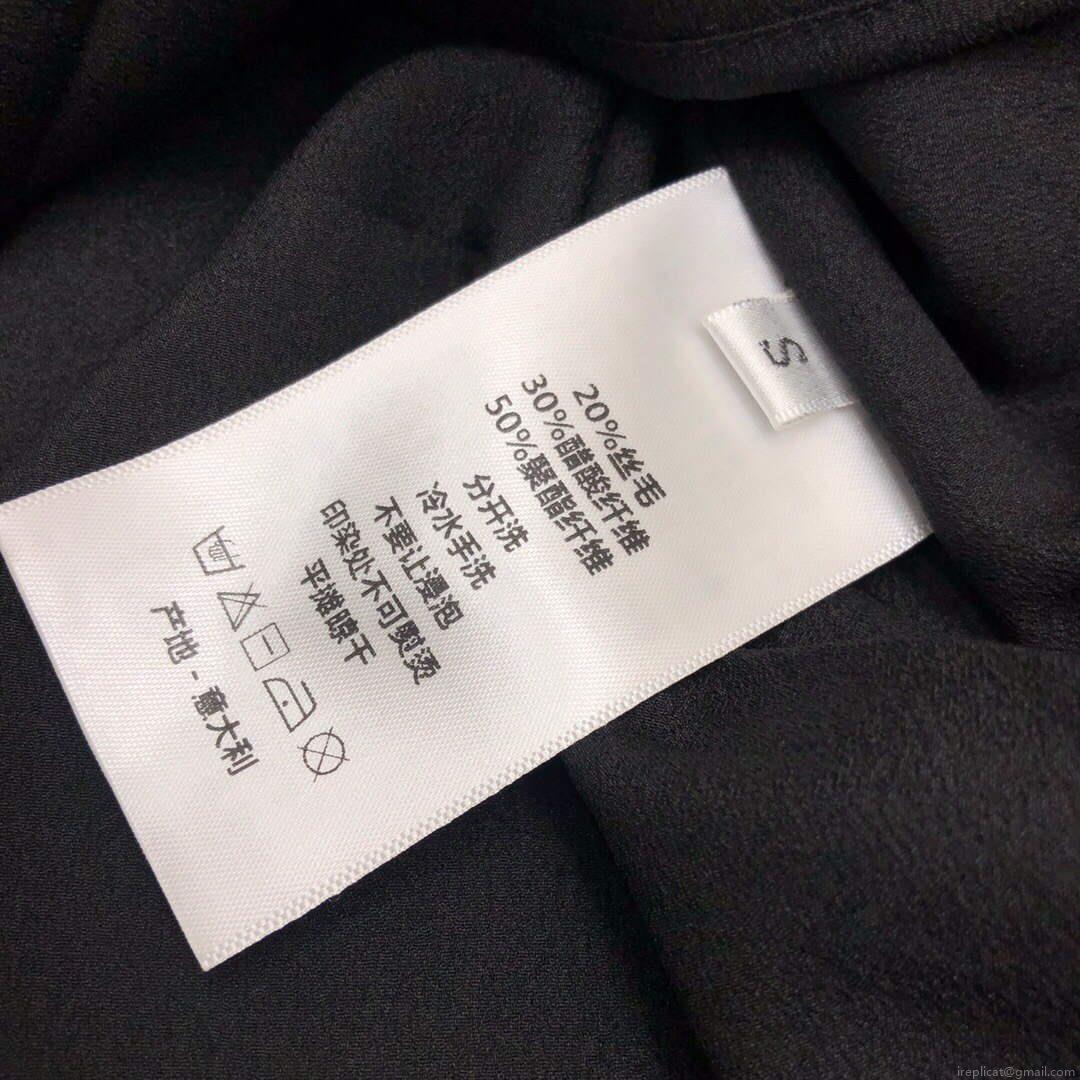 S
20%丝毛
30%醋酸纤维
50%聚酯纤维
分开洗
冷水手洗
不要让浸泡
印染处不可熨烫
平滩晾干
产地 - 意大利
ireplicat@gmail.com